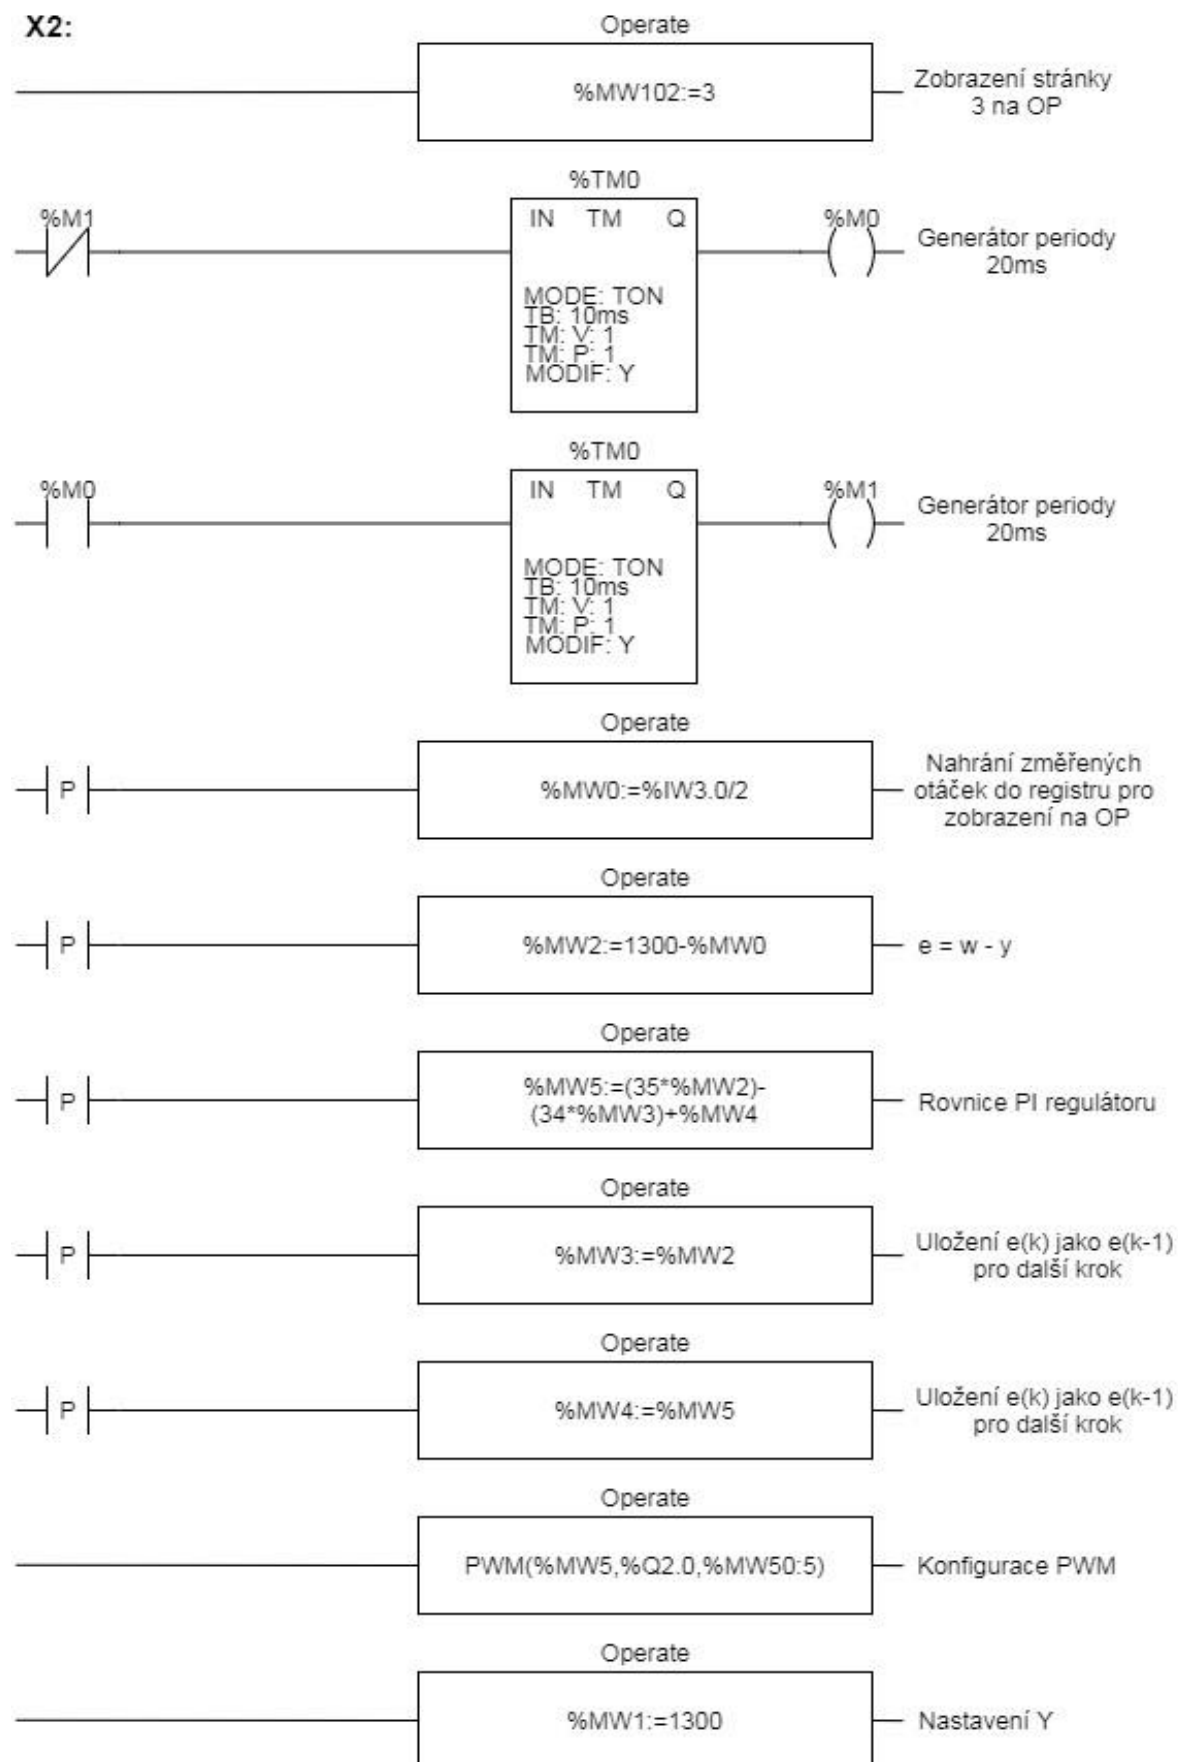 X2:
Operate
%MW102:=3
Zobrazení stránky
3 na OP
%TM0
%M1
IN TM Q
%M0
Generátor periody
20ms
MODE: TON
TB: 10ms
TM: V: 1
TM: P: 1
MODIF: Y
%TM0
%M0
IN TM Q
%M1
Generátor periody
20ms
MODE: TON
TB: 10ms
TM: V: 1
TM: P: 1
MODIF: Y
Operate
P
%MW0:=%IW3.0/2
Nahrání změřených
otáček do registru pro
zobrazení na OP
Operate
P
%MW2:=1300-%MW0
e = w - y
Operate
P
%MW5:=(35*%MW2)-
(34*%MW3)+%MW4
Rovnice PI regulátoru
Operate
P
%MW3:=%MW2
Uložení e(k) jako e(k-1)
pro další krok
Operate
P
%MW4:=%MW5
Uložení e(k) jako e(k-1)
pro další krok
Operate
PWM(%MW5,%Q2.0,%MW50:5)
Konfigurace PWM
Operate
%MW1:=1300
Nastavení Y